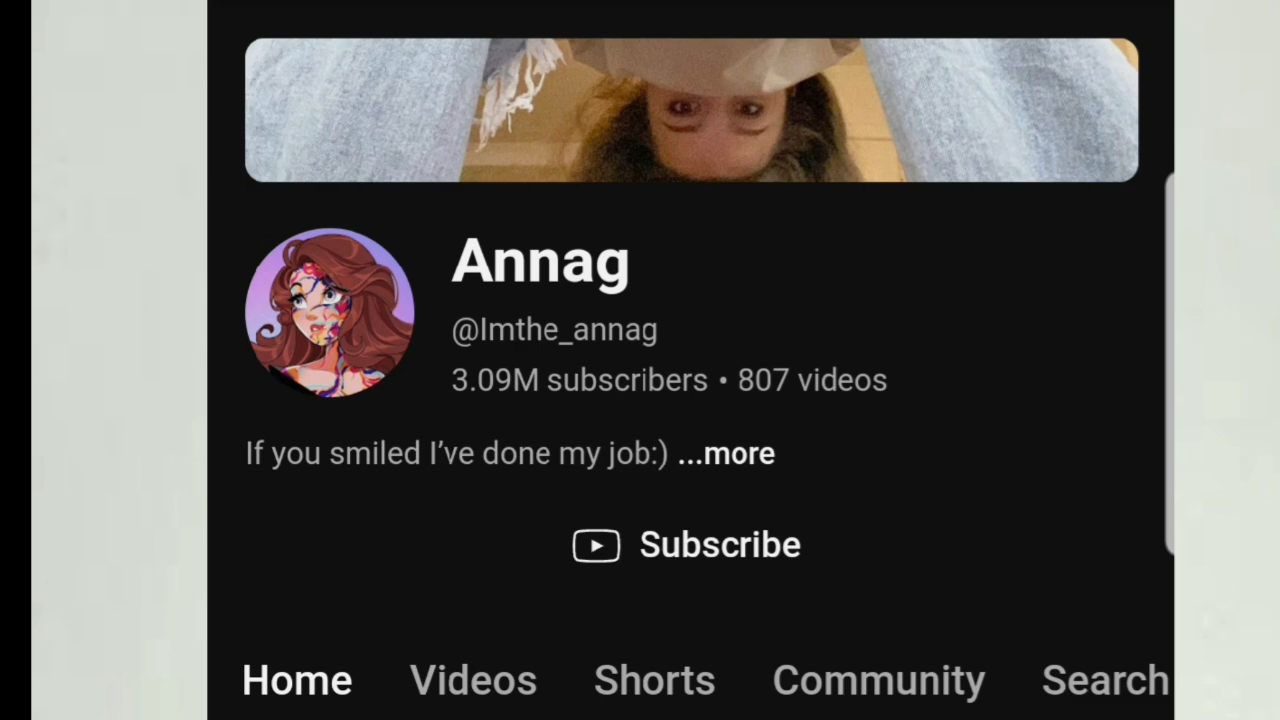 Annag
@Imthe_annag
3.09M subscribers • 807 videos
If you smiled I’ve done my job:) ...more
Subscribe
Home Videos Shorts Community Search